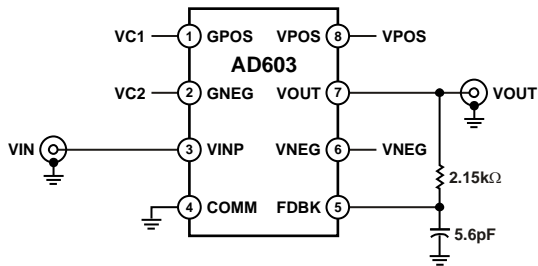 VC1 1 GPOS VPOS 8 VPOS
AD603
VC2 2 GNEG VOUT 7 VOUT
VIN 3 VINP VNEG 6 VNEG
2.15kΩ
4 COMM FDBK 5
5.6pF